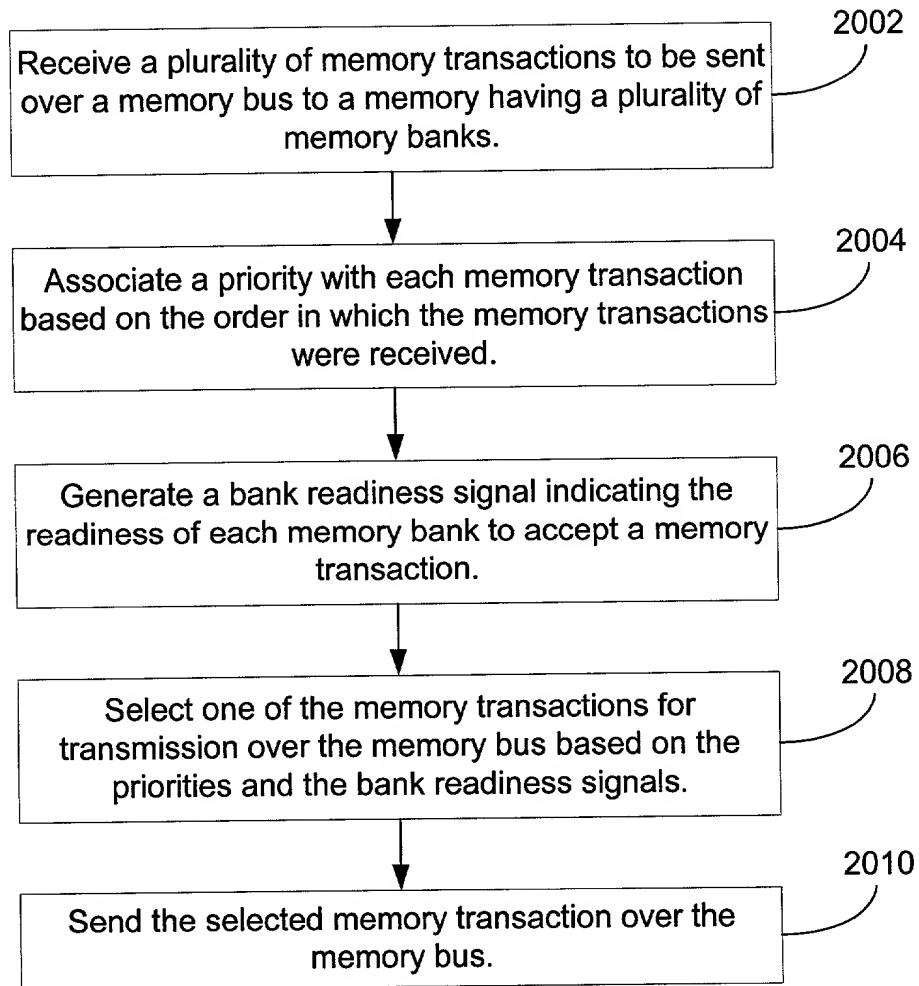 2002
Receive a plurality of memory transactions to be sent
over a memory bus to a memory having a plurality of
memory banks.
2004
Associate a priority with each memory transaction
based on the order in which the memory transactions
were received.
2006
Generate a bank readiness signal indicating the
readiness of each memory bank to accept a memory
transaction.
2008
Select one of the memory transactions for
transmission over the memory bus based on the
priorities and the bank readiness signals.
2010
Send the selected memory transaction over the
memory bus.